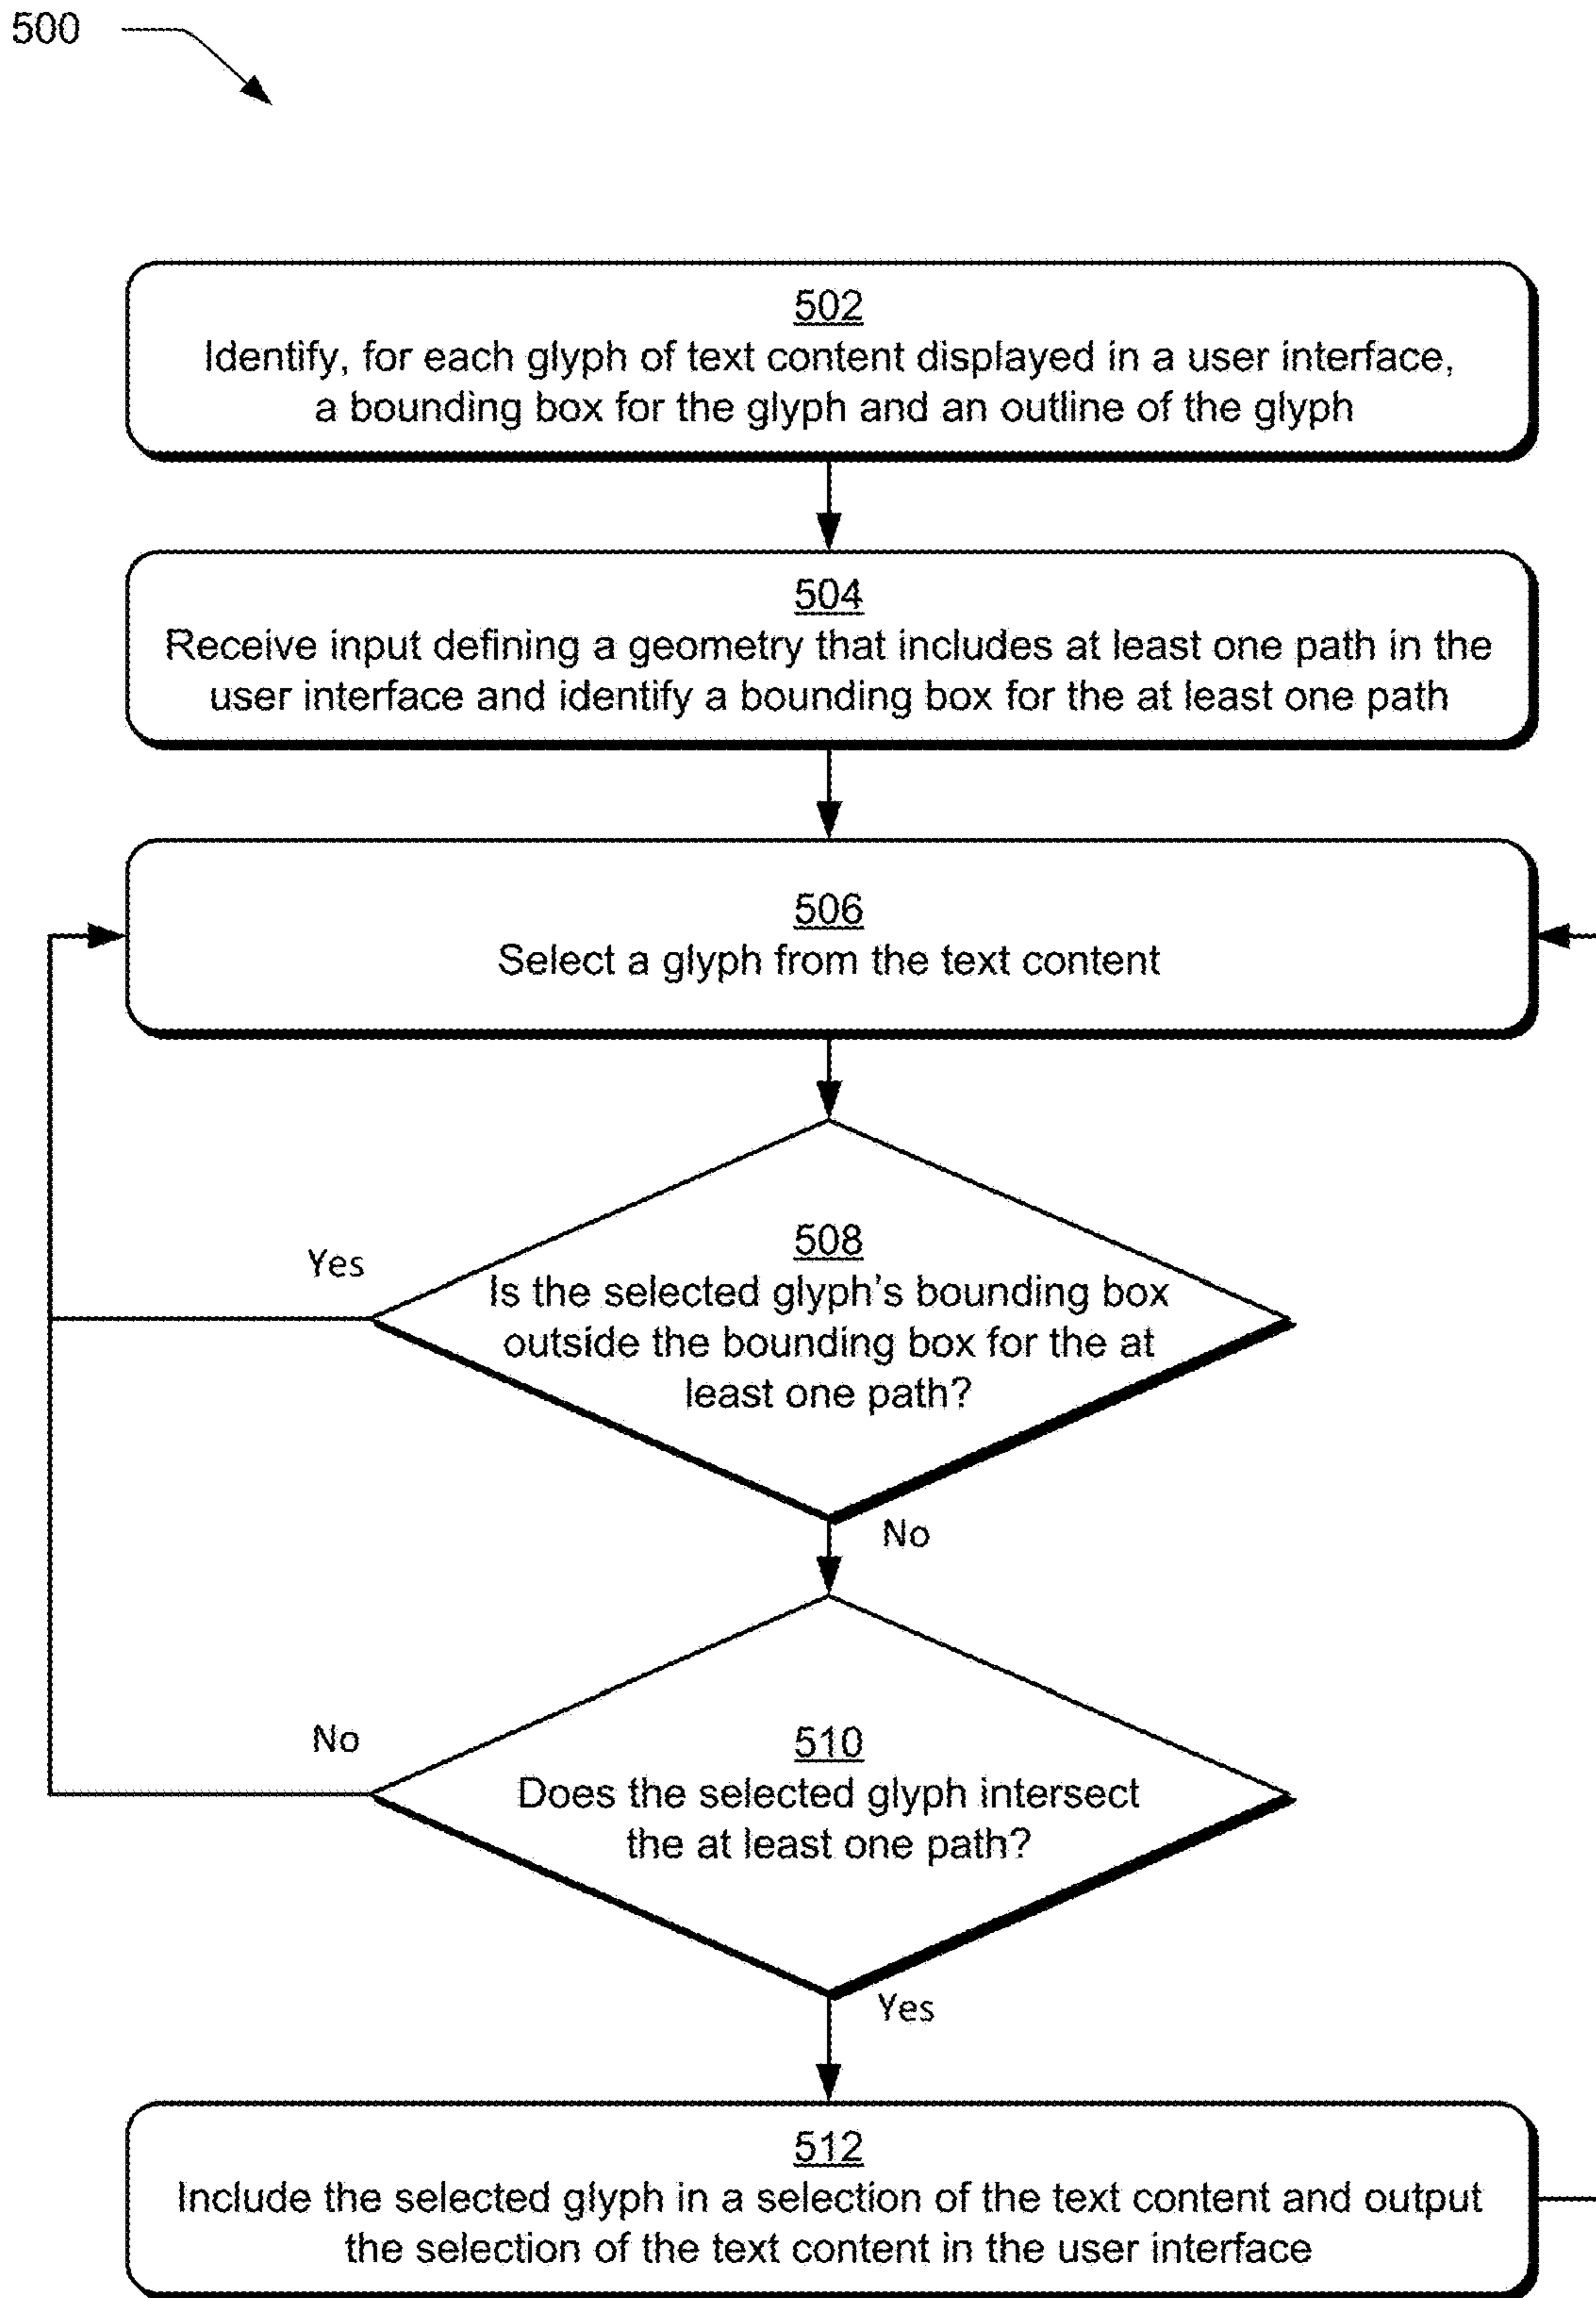 500
502
Identify, for each glyph of text content displayed in a user interface,
a bounding box for the glyph and an outline of the glyph
504
Receive input defining a geometry that includes at least one path in the
user interface and identify a bounding box for the at least one path
506
Select a glyph from the text content
Yes
508
Is the selected glyph's bounding box
outside the bounding box for the at
least one path?
No
No
510
Does the selected glyph intersect
the at least one path?
Yes
512
Include the selected glyph in a selection of the text content and output
the selection of the text content in the user interface